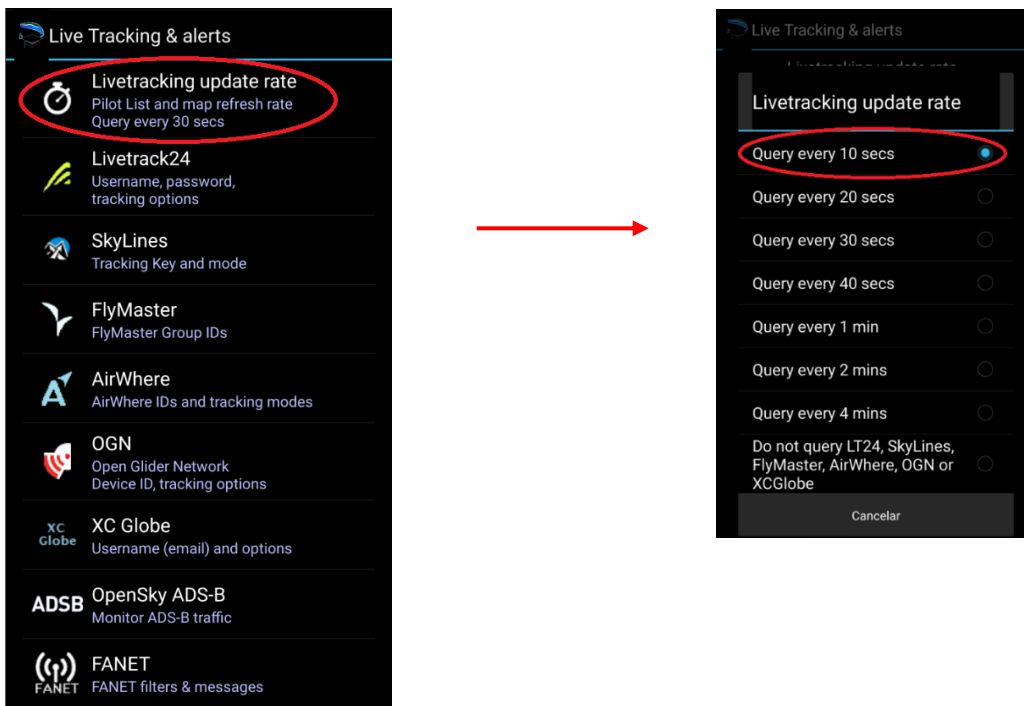 Live Tracking & alerts
Livetracking update rate
Pilot List and map refresh rate
Query every 30 secs
Livetrack24
Username, password,
tracking options
SkyLines
Tracking Key and mode
FlyMaster
FlyMaster Group IDs
AirWhere
AirWhere IDs and tracking modes
OGN
Open Glider Network
Device ID, tracking options
XC
Globe
XC Globe
Username (email) and options
ADSB
OpenSky ADS-B
Monitor ADS-B traffic
FANET
FANET
FANET filters & messages
Live Tracking & alerts
Livetracking update rate
Livetracking update rate
Query every 10 secs
Query every 20 secs
Query every 30 secs
Query every 40 secs
Query every 1 min
Query every 2 mins
Query every 4 mins
Do not query LT24, SkyLines,
FlyMaster, AirWhere, OGN or
XCGlobe
Cancelar